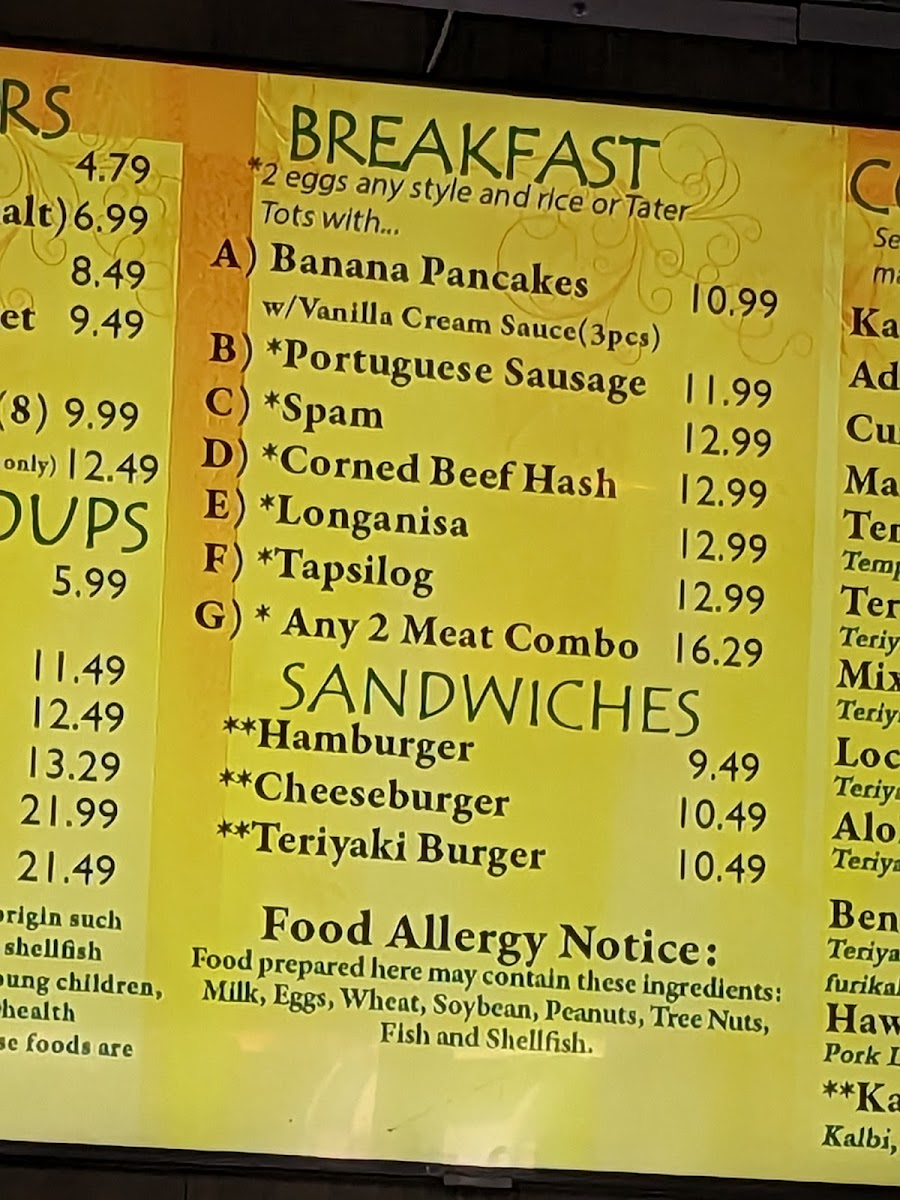 RS
4.79
alt) 6.99
8.49
et 9.49
(8) 9.99
only) 12.49
OUPS
5.99
11.49
12.49
13.29
21.99
21.49
origin such
shellfish
oung children,
health
se foods are
BREAKFAST
*2 eggs any style and rice or Tater
Tots with...
A) Banana Pancakes 10.99
w/Vanilla Cream Sauce(3pcs)
B) *Portuguese Sausage 11.99
C) *Spam 12.99
D) *Corned Beef Hash 12.99
E) *Longanisa 12.99
F) *Tapsilog 12.99
G) * Any 2 Meat Combo 16.29
SANDWICHES
**Hamburger 9.49
**Cheeseburger 10.49
**Teriyaki Burger 10.49
Food Allergy Notice:
Food prepared here may contain these ingredients:
Milk, Eggs, Wheat, Soybean, Peanuts, Tree Nuts,
Fish and Shellfish.
Se
ma
Ka
Ad
Cu
Ma
Tem
Ter
Teriy
Mix
Teriy
Loc
Teriya
Alo
Teriya
Ben
Teriya
furika
Haw
Pork L
**Ka
Kalbi,